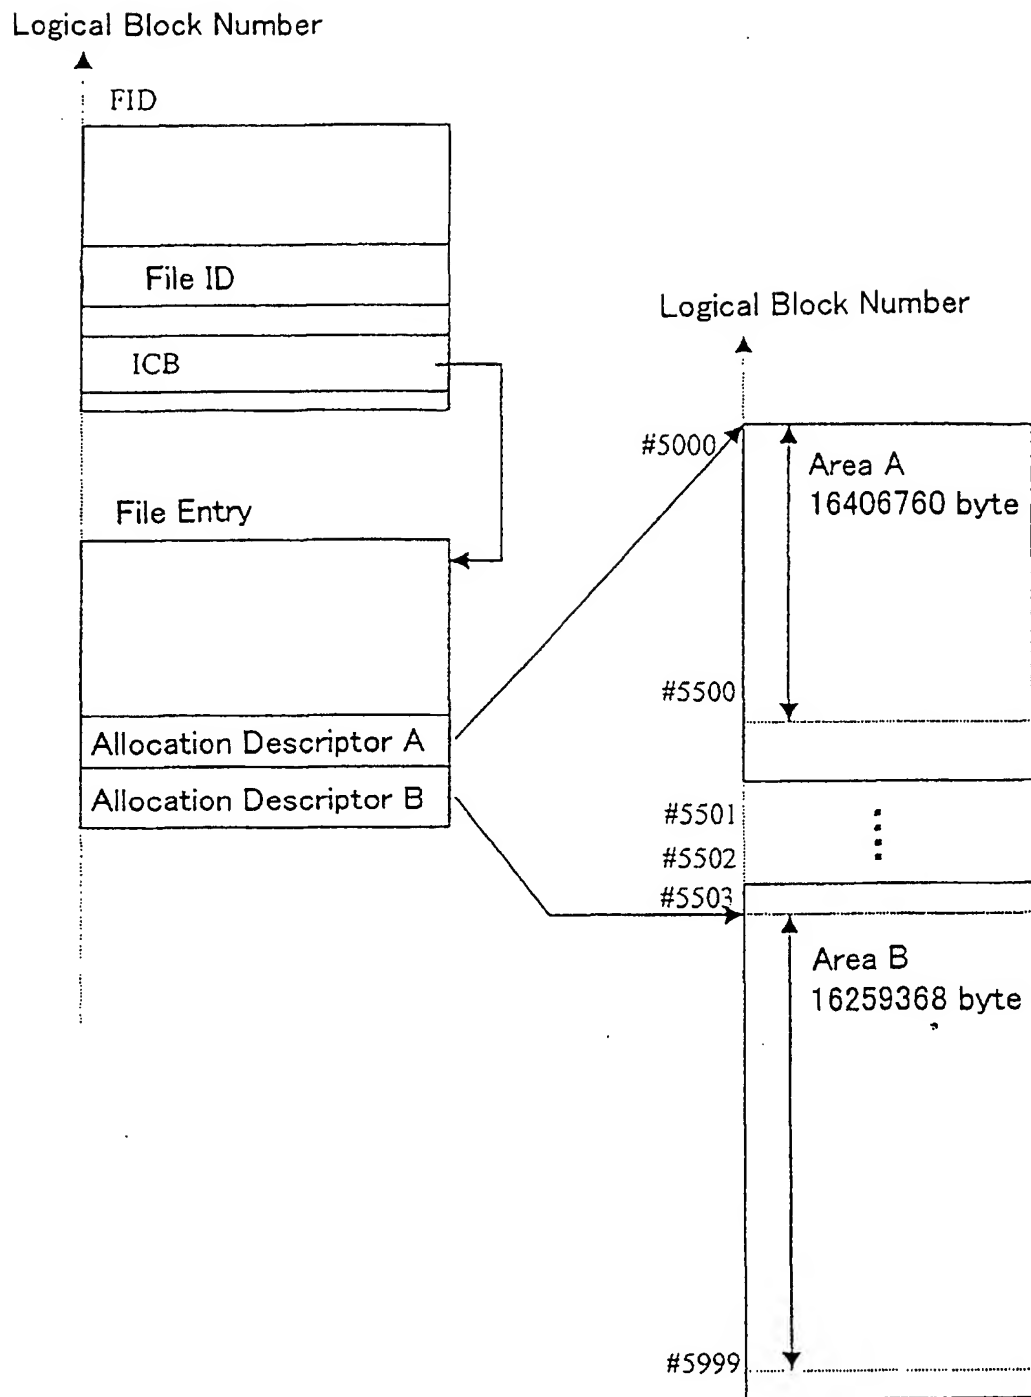 Logical Block Number
FID
File ID
ICB
File Entry
Allocation Descriptor A
Allocation Descriptor B
Logical Block Number
#5000
Area A
16406760 byte
#5500
#5501
#5502
#5503
Area B
16259368 byte
#5999